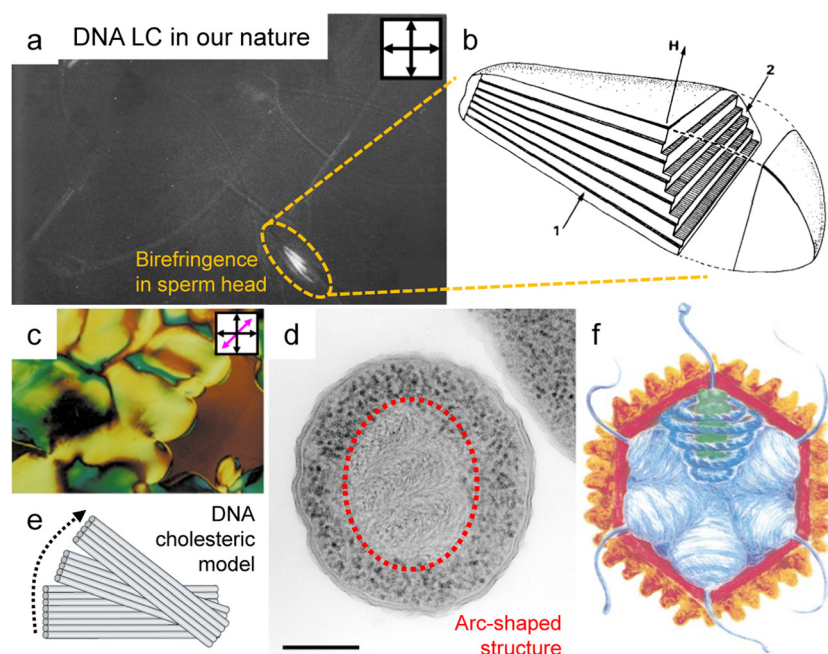 a
DNA LC in our nature
Birefringence
in sperm head
b
H
2
1
c
d
Arc-shaped
structure
e
DNA
cholesteric
model
f